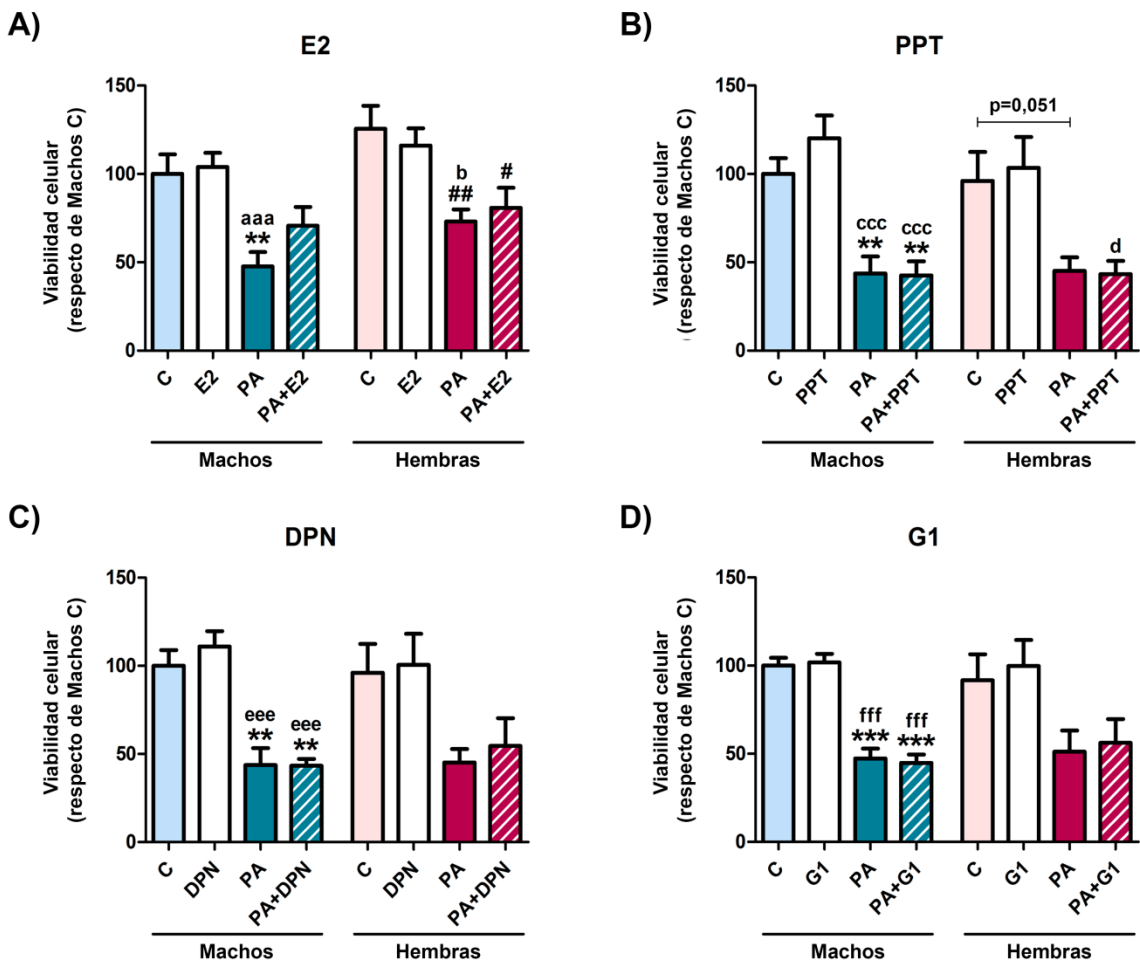 A)
E2
Viabilidad celular
(respecto de Machos C)
150
100
50
0
aaa
**
b
##
#
C
E2
PA
PA+E2
C
E2
PA
PA+E2
Machos
Hembras
B)
PPT
Viabilidad celular
(respecto de Machos C)
150
100
50
0
p=0,051
ccc
**
ccc
**
d
C
PPT
PA
PA+PPT
C
PPT
PA
PA+PPT
Machos
Hembras
C)
DPN
Viabilidad celular
(respecto de Machos C)
150
100
50
0
eee
**
eee
**
C
DPN
PA
PA+DPN
C
DPN
PA
PA+DPN
Machos
Hembras
D)
G1
Viabilidad celular
(respecto de Machos C)
150
100
50
0
fff
***
fff
***
C
G1
PA
PA+G1
C
G1
PA
PA+G1
Machos
Hembras